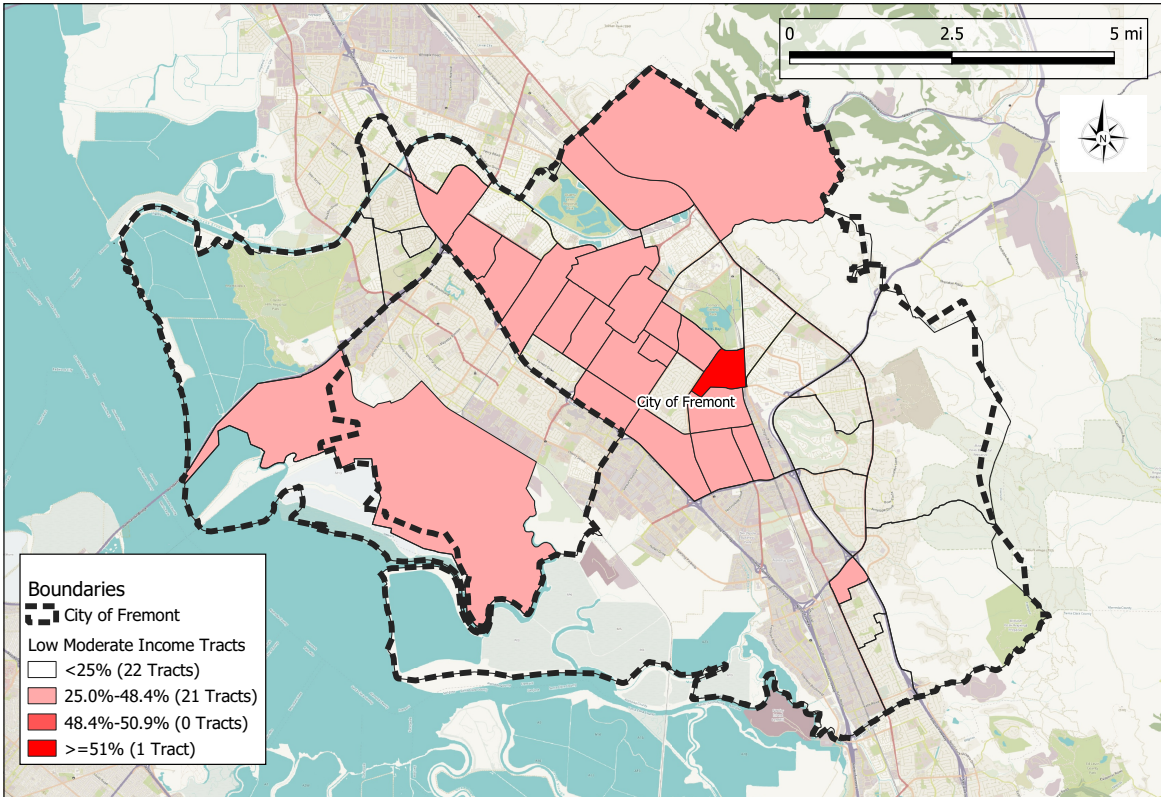 0 2.5 5 mi
N
City of Fremont
Boundaries
City of Fremont
Low Moderate Income Tracts
<25% (22 Tracts)
25.0%-48.4% (21 Tracts)
48.4%-50.9% (0 Tracts)
>=51% (1 Tract)